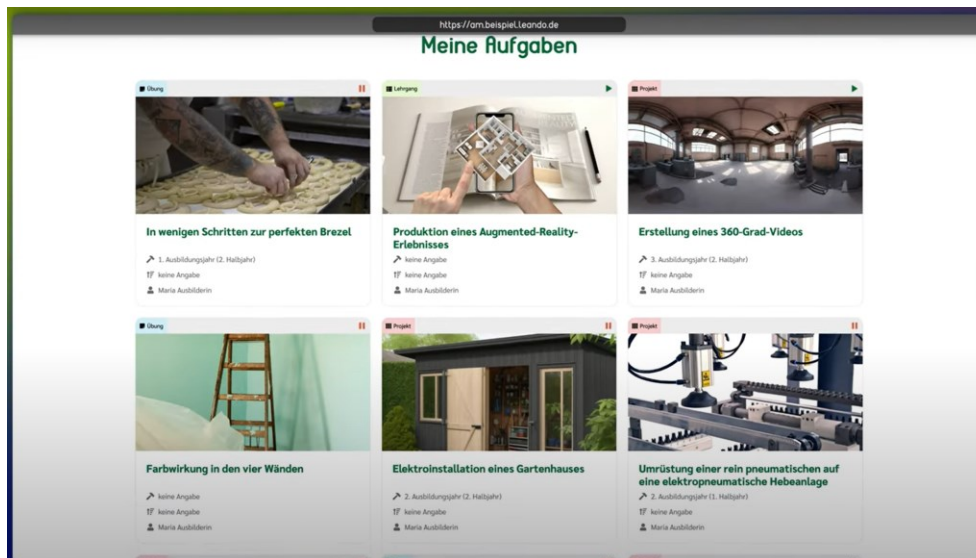 https://am.beispiel.leando.de
Meine Aufgaben
Übung
In wenigen Schritten zur perfekten Brezel
1. Ausbildungsjahr (2. Halbjahr)
keine Angabe
Maria Ausbilderin
Lehrgang
Produktion eines Augmented-Reality-
Erlebnisses
keine Angabe
keine Angabe
Maria Ausbilderin
Projekt
Erstellung eines 360-Grad-Videos
3. Ausbildungsjahr (2. Halbjahr)
keine Angabe
Maria Ausbilderin
Übung
Farbwirkung in den vier Wänden
keine Angabe
keine Angabe
Maria Ausbilderin
Projekt
Elektroinstallation eines Gartenhauses
2. Ausbildungsjahr (2. Halbjahr)
keine Angabe
Maria Ausbilderin
Projekt
Umrüstung einer rein pneumatischen auf
eine elektropneumatische Hebeanlage
2. Ausbildungsjahr (1. Halbjahr)
keine Angabe
Maria Ausbilderin